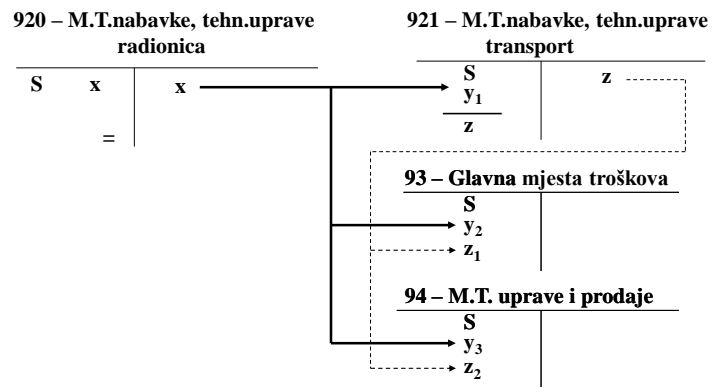 920 – M.T.nabavke, tehn.uprave
radionica
S x x
=
921 – M.T.nabavke, tehn.uprave
transport
S z
y₁
z
93 – Glavna mjesta troškova
S
y₂
z₁
94 – M.T. uprave i prodaje
S
y₃
z₂